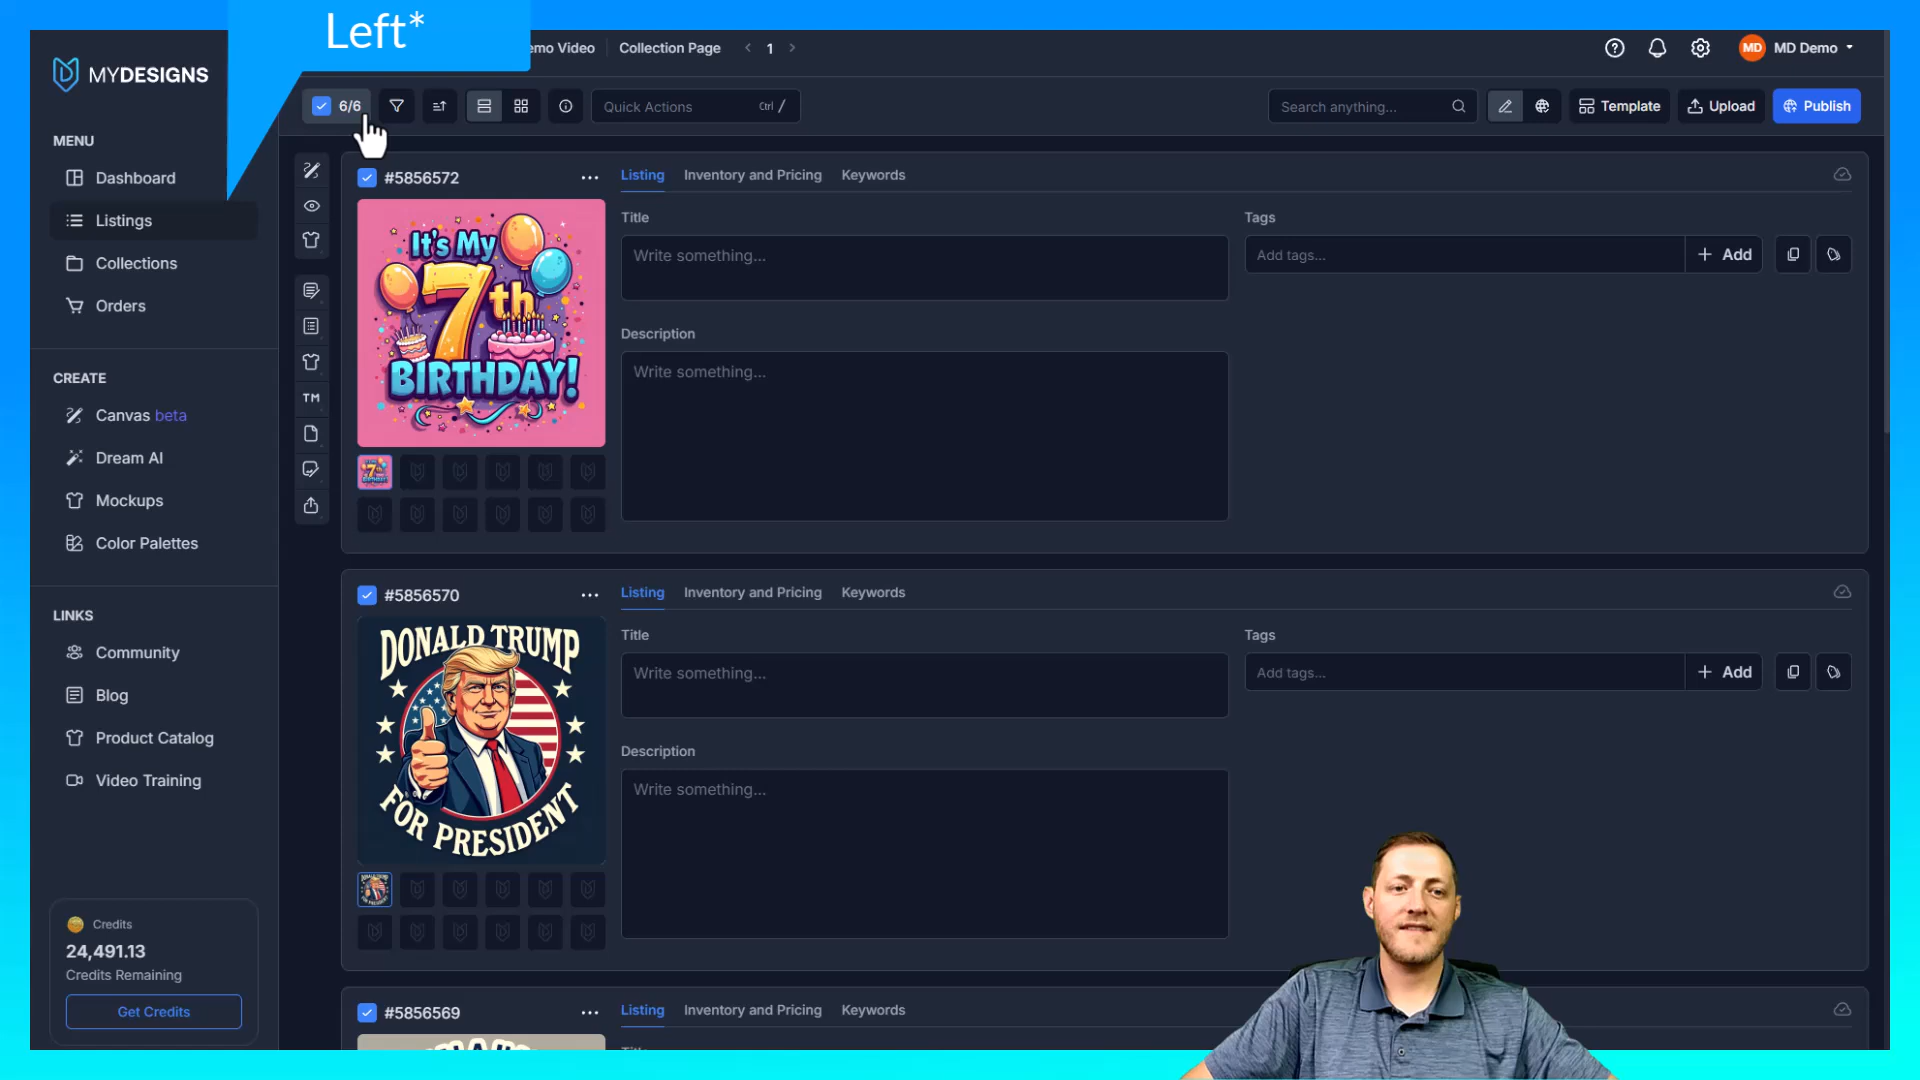 Left*
emo Video
Collection Page
1
MD
MD Demo
MYDESIGNS
6/6
Quick Actions
Ctrl /
Search anything...
Template
Upload
Publish
MENU
Dashboard
Listings
Collections
Orders
CREATE
Canvas beta
Dream AI
Mockups
Color Palettes
LINKS
Community
Blog
Product Catalog
Video Training
Credits
24,491.13
Credits Remaining
Get Credits
TM
#5856572
Listing
Inventory and Pricing
Keywords
It's My
7th
BIRTHDAY!
Title
Write something...
Tags
Add tags...
+ Add
Description
Write something...
#5856570
Listing
Inventory and Pricing
Keywords
DONALD TRUMP
FOR PRESIDENT
Title
Write something...
Tags
Add tags...
+ Add
Description
Write something...
#5856569
Listing
Inventory and Pricing
Keywords